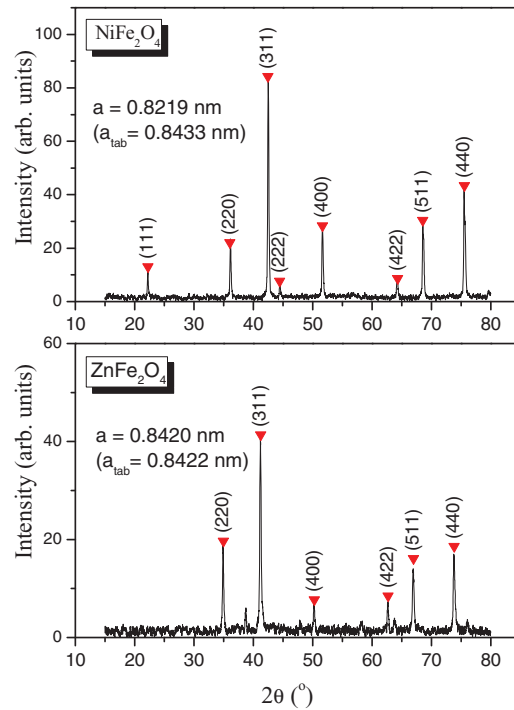 NiFe₂O₄
a = 0.8219 nm
(a_tab= 0.8433 nm)
(111)
(220)
(311)
(222)
(400)
(422)
(511)
(440)
Intensity (arb. units)
0
20
40
60
80
100
10 20 30 40 50 60 70 80
ZnFe₂O₄
a = 0.8420 nm
(a_tab= 0.8422 nm)
(220)
(311)
(400)
(422)
(511)
(440)
Intensity (arb. units)
0
20
40
60
10 20 30 40 50 60 70 80
2θ (°)